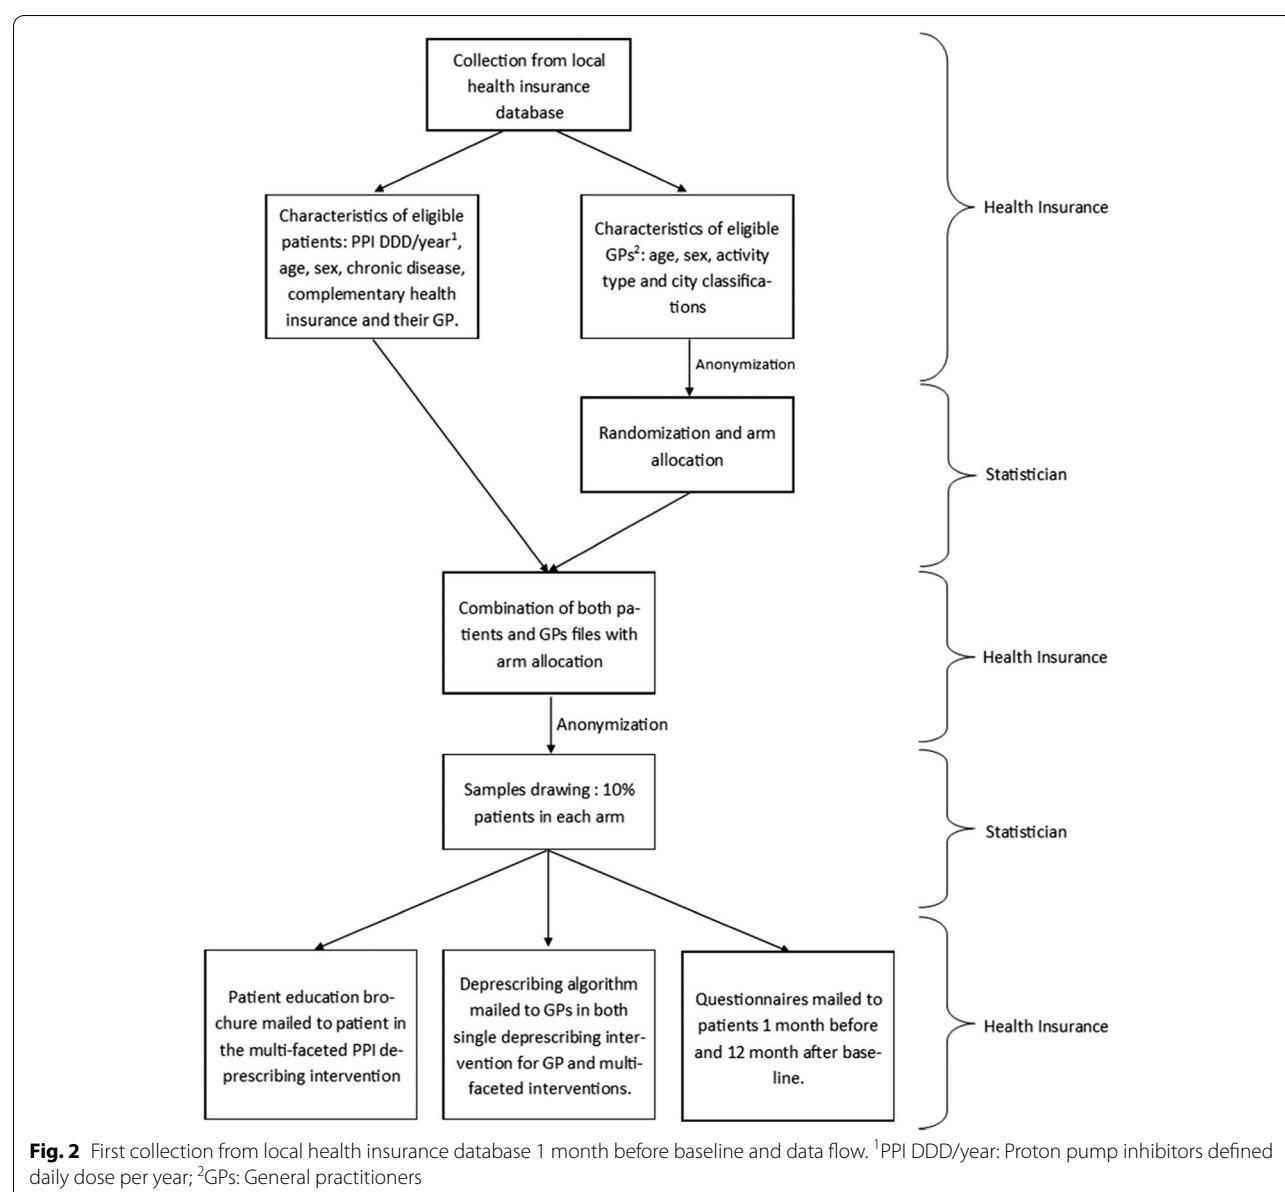 Collection from local
health insurance
database
Health Insurance
Characteristics of eligible
patients: PPI DDD/year¹,
age, sex, chronic disease,
complementary health
insurance and their GP.
Characteristics of eligible
GPs²: age, sex, activity
type and city classifica-
tions
Anonymization
Randomization and arm
allocation
Statistician
Combination of both pa-
tients and GPs files with
arm allocation
Health Insurance
Anonymization
Samples drawing : 10%
patients in each arm
Statistician
Patient education bro-
chure mailed to patient in
the multi-faceted PPI de-
prescribing intervention
Deprescribing algorithm
mailed to GPs in both
single deprescribing inter-
vention for GP and multi-
faceted interventions.
Questionnaires mailed to
patients 1 month before
and 12 month after base-
line.
Health Insurance
Fig. 2 First collection from local health insurance database 1 month before baseline and data flow. ¹PPI DDD/year: Proton pump inhibitors defined
daily dose per year; ²GPs: General practitioners